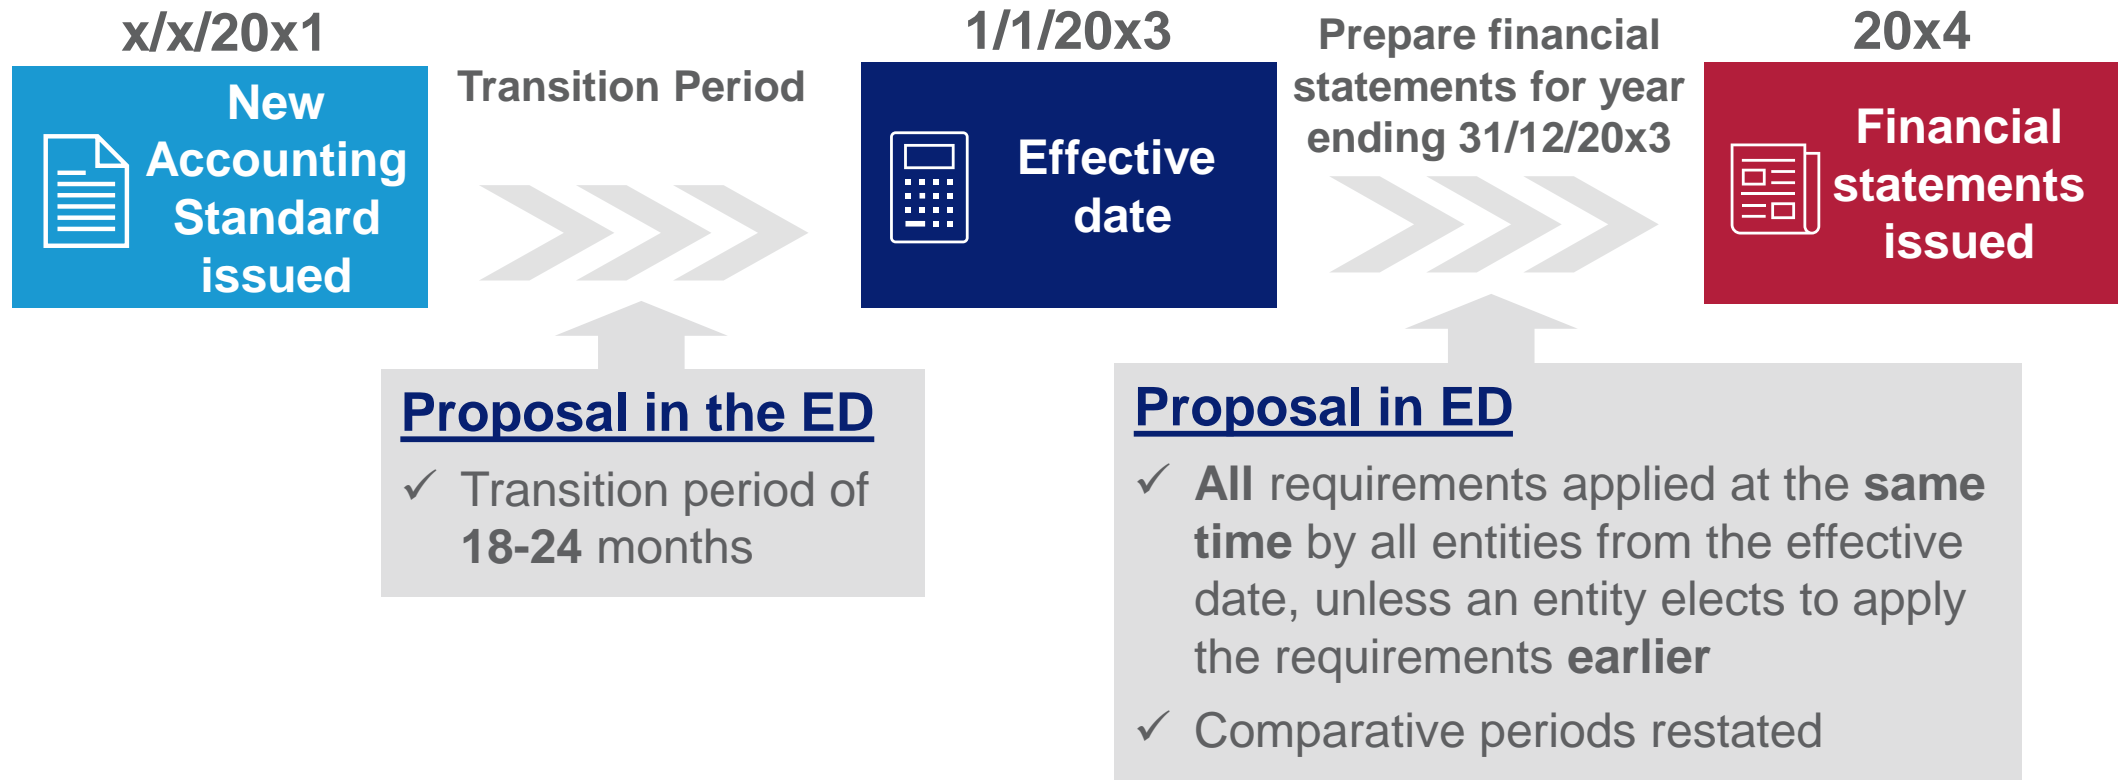 x/x/20x1
New
Accounting
Standard
issued
Transition Period
1/1/20x3
Effective
date
Prepare financial
statements for year
ending 31/12/20x3
20x4
Financial
statements
issued
Proposal in the ED
✓ Transition period of
18-24 months
Proposal in ED
✓ All requirements applied at the same
time by all entities from the effective
date, unless an entity elects to apply
the requirements earlier
✓ Comparative periods restated